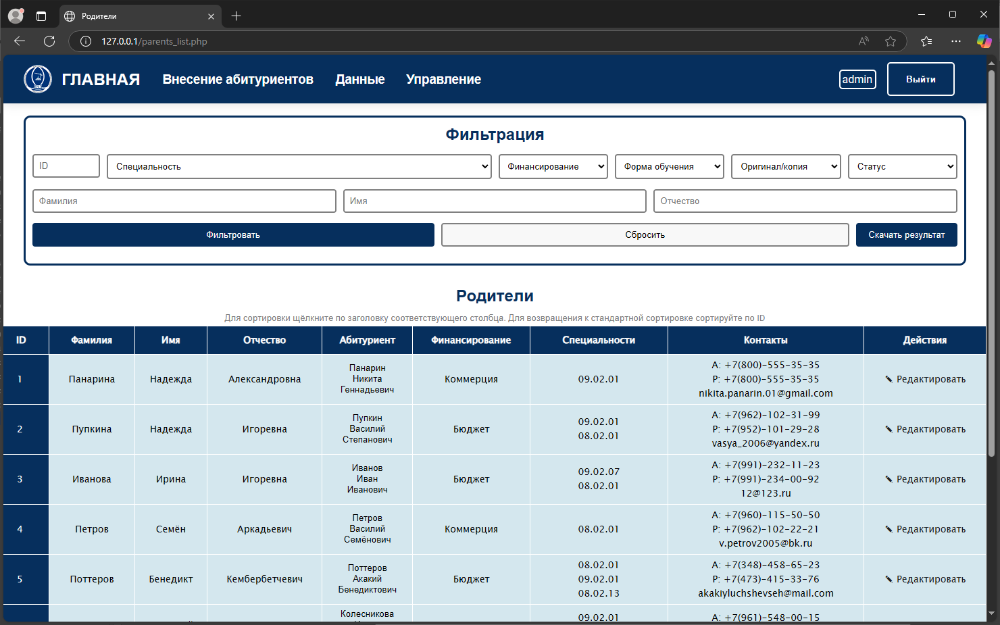 Родители
127.0.0.1/parents_list.php
ГЛАВНАЯ Внесение абитуриентов Данные Управление admin Выйти
Фильтрация
ID Специальность Финансирование Форма обучения Оригинал/копия Статус
Фамилия Имя Отчество
Фильтровать Сбросить Скачать результат
Родители
Для сортировки щёлкните по заголовку соответствующего столбца. Для возвращения к стандартной сортировке сортируйте по ID
ID Фамилия Имя Отчество Абитуриент Финансирование Специальности Контакты Действия
1 Панарина Надежда Александровна
Панарин
Никита
Геннадьевич
Коммерция
09.02.01
А: +7(800)-555-35-35
Р: +7(800)-555-35-35
nikita.panarin.01@gmail.com
Редактировать
2 Пупкина Надежда Игоревна
Пупкин
Василий
Степанович
Бюджет
09.02.01
08.02.01
А: +7(962)-102-31-99
Р: +7(952)-101-29-28
vasya_2006@yandex.ru
Редактировать
3 Иванова Ирина Игоревна
Иванов
Иван
Иванович
Бюджет
09.02.07
08.02.01
А: +7(991)-232-11-23
Р: +7(991)-234-00-92
12@123.ru
Редактировать
4 Петров Семён Аркадьевич
Петров
Василий
Семёнович
Коммерция
08.02.01
А: +7(960)-115-50-50
Р: +7(962)-102-22-21
v.petrov2005@bk.ru
Редактировать
5 Поттеров Бенедикт Кембербетчевич
Поттеров
Акакий
Бенедиктович
Бюджет
08.02.01
09.02.01
08.02.13
А: +7(348)-458-65-23
Р: +7(473)-415-33-76
akakiyluchshevseh@mail.com
Редактировать
Колесникова
09.02.01
А: +7(961)-548-00-15